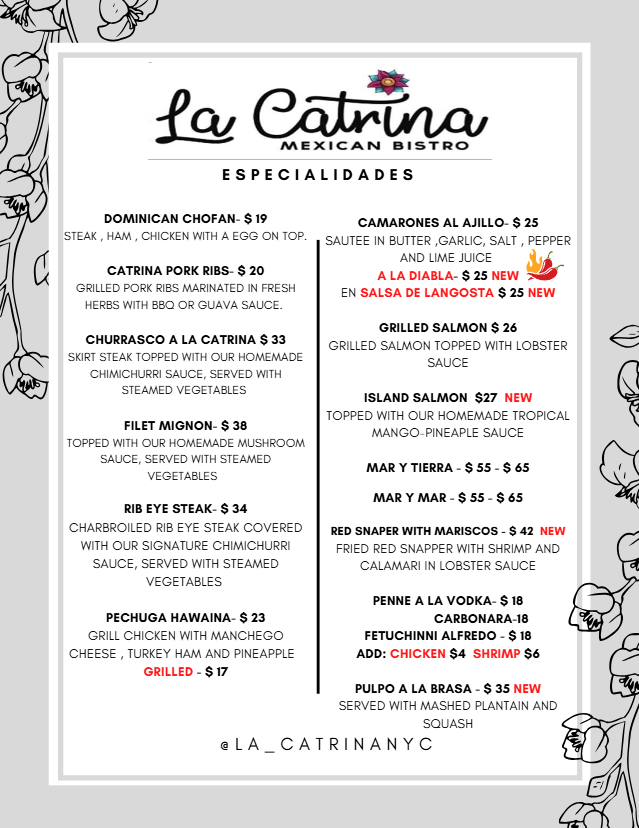 La Catrina
MEXICAN BISTRO
ESPECIALIDADES
DOMINICAN CHOFAN- $ 19
STEAK , HAM , CHICKEN WITH A EGG ON TOP.
CATRINA PORK RIBS- $ 20
GRILLED PORK RIBS MARINATED IN FRESH
HERBS WITH BBQ OR GUAVA SAUCE.
CHURRASCO A LA CATRINA $ 33
SKIRT STEAK TOPPED WITH OUR HOMEMADE
CHIMICHURRI SAUCE, SERVED WITH
STEAMED VEGETABLES
FILET MIGNON- $ 38
TOPPED WITH OUR HOMEMADE MUSHROOM
SAUCE, SERVED WITH STEAMED
VEGETABLES
RIB EYE STEAK- $ 34
CHARBROILED RIB EYE STEAK COVERED
WITH OUR SIGNATURE CHIMICHURRI
SAUCE, SERVED WITH STEAMED
VEGETABLES
PECHUGA HAWAINA- $ 23
GRILL CHICKEN WITH MANCHEGO
CHEESE , TURKEY HAM AND PINEAPPLE
GRILLED - $ 17
CAMARONES AL AJILLO- $ 25
SAUTEE IN BUTTER ,GARLIC, SALT , PEPPER
AND LIME JUICE
A LA DIABLA- $ 25 NEW
EN SALSA DE LANGOSTA $ 25 NEW
GRILLED SALMON $ 26
GRILLED SALMON TOPPED WITH LOBSTER
SAUCE
ISLAND SALMON $27 NEW
TOPPED WITH OUR HOMEMADE TROPICAL
MANGO-PINEAPLE SAUCE
MAR Y TIERRA - $ 55 - $ 65
MAR Y MAR - $ 55 - $ 65
RED SNAPER WITH MARISCOS - $ 42 NEW
FRIED RED SNAPPER WITH SHRIMP AND
CALAMARI IN LOBSTER SAUCE
PENNE A LA VODKA- $ 18
CARBONARA-18
FETUCHINNI ALFREDO - $ 18
ADD: CHICKEN $4 SHRIMP $6
PULPO A LA BRASA - $ 35 NEW
SERVED WITH MASHED PLANTAIN AND
SQUASH
@LA_CATRINANYC